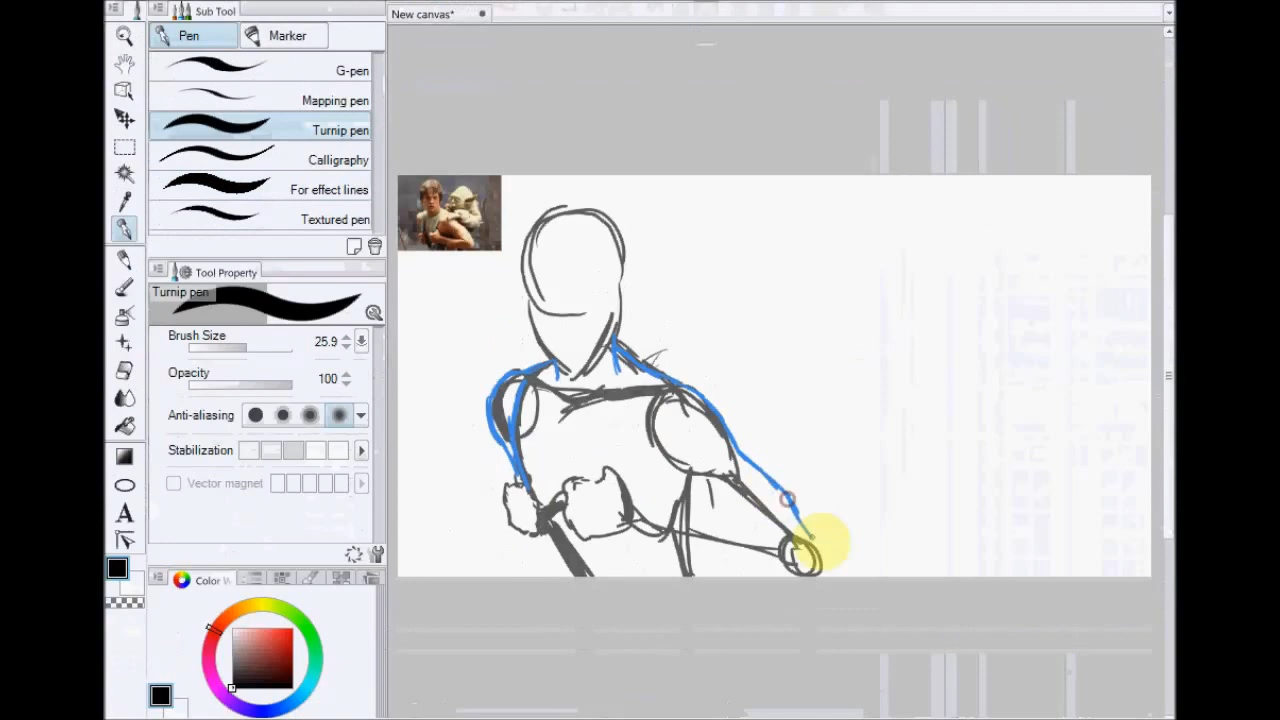 Sub Tool
New canvas*
Pen
Marker
G-pen
Mapping pen
Turnip pen
Calligraphy
For effect lines
Textured pen
Tool Property
Turnip pen
Brush Size
25.9
Opacity
100
Anti-aliasing
Stabilization
Vector magnet
A
Color W